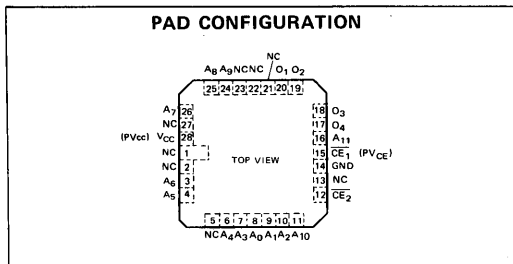 PAD CONFIGURATION
NC
A8 A9 NC NC O1 O2
25 24 23 22 21 20 19
A7 26 18 O3
NC 27 17 O4
(PVcc) VCC 28 16 A11
NC 1 TOP VIEW 15 CE1 (PVCE)
NC 2 14 GND
A6 3 13 NC
A5 4 12 CE2
5 6 7 8 9 10 11
NC A4 A3 A0 A1 A2 A10